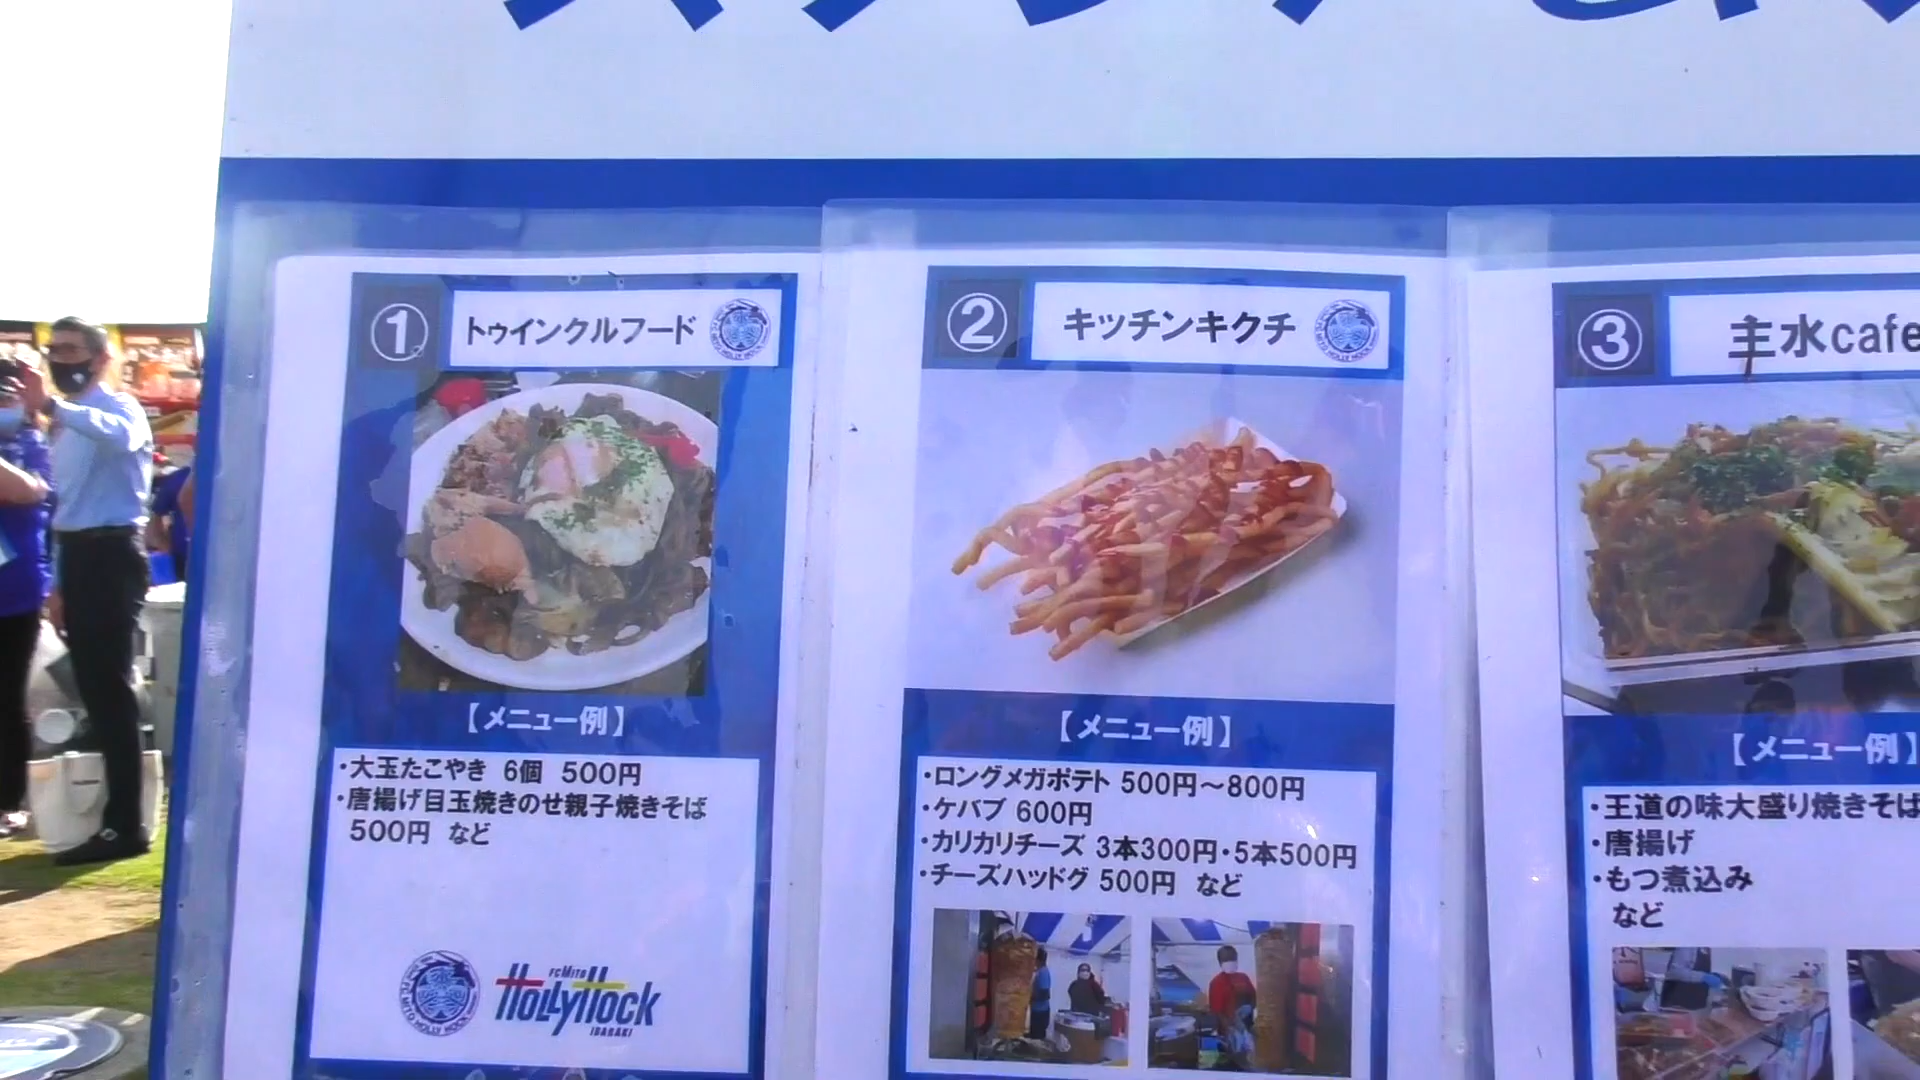 ①
トゥインクルフード
【メニュー例】
・大玉たこやき 6個 500円
・唐揚げ目玉焼きのせ親子焼きそば
500円 など
FC MITO
HOLLYHOCK
IBARAKI
②
キッチンキクチ
【メニュー例】
・ロングメガポテト 500円～800円
・ケバブ 600円
・カリカリチーズ 3本300円・5本500円
・チーズハッドグ 500円 など
③
主水cafe
【メニュー例】
・王道の味大盛り焼きそば
・唐揚げ
・もつ煮込み
など